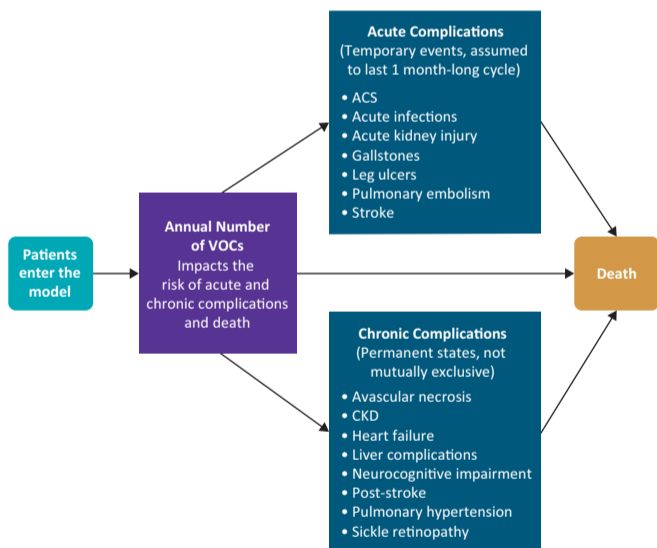 Acute Complications
(Temporary events, assumed
to last 1 month-long cycle)
• ACS
• Acute infections
• Acute kidney injury
• Gallstones
• Leg ulcers
• Pulmonary embolism
• Stroke
Patients
enter the
model
Annual Number
of VOCs
Impacts the
risk of acute and
chronic complications
and death
Death
Chronic Complications
(Permanent states, not
mutually exclusive)
• Avascular necrosis
• CKD
• Heart failure
• Liver complications
• Neurocognitive impairment
• Post-stroke
• Pulmonary hypertension
• Sickle retinopathy